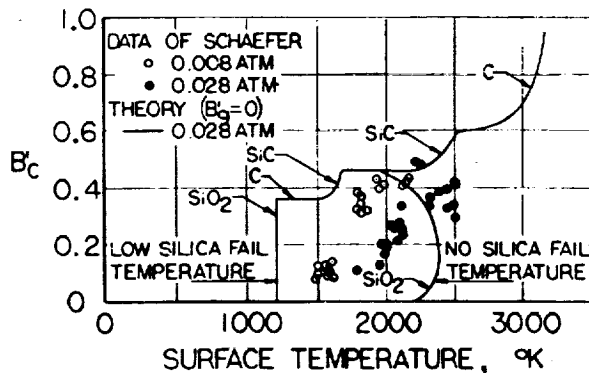 1.0
0.8
0.6
0.4
0.2
0
B'c
DATA OF SCHAEFER
○ 0.008 ATM
● 0.028 ATM
THEORY (B'g=0)
— 0.028 ATM
C
SiC
SiC
C
SiO2
LOW SILICA FAIL
TEMPERATURE
NO SILICA FAIL
TEMPERATURE
SiO2
1000 2000 3000
SURFACE TEMPERATURE, °K